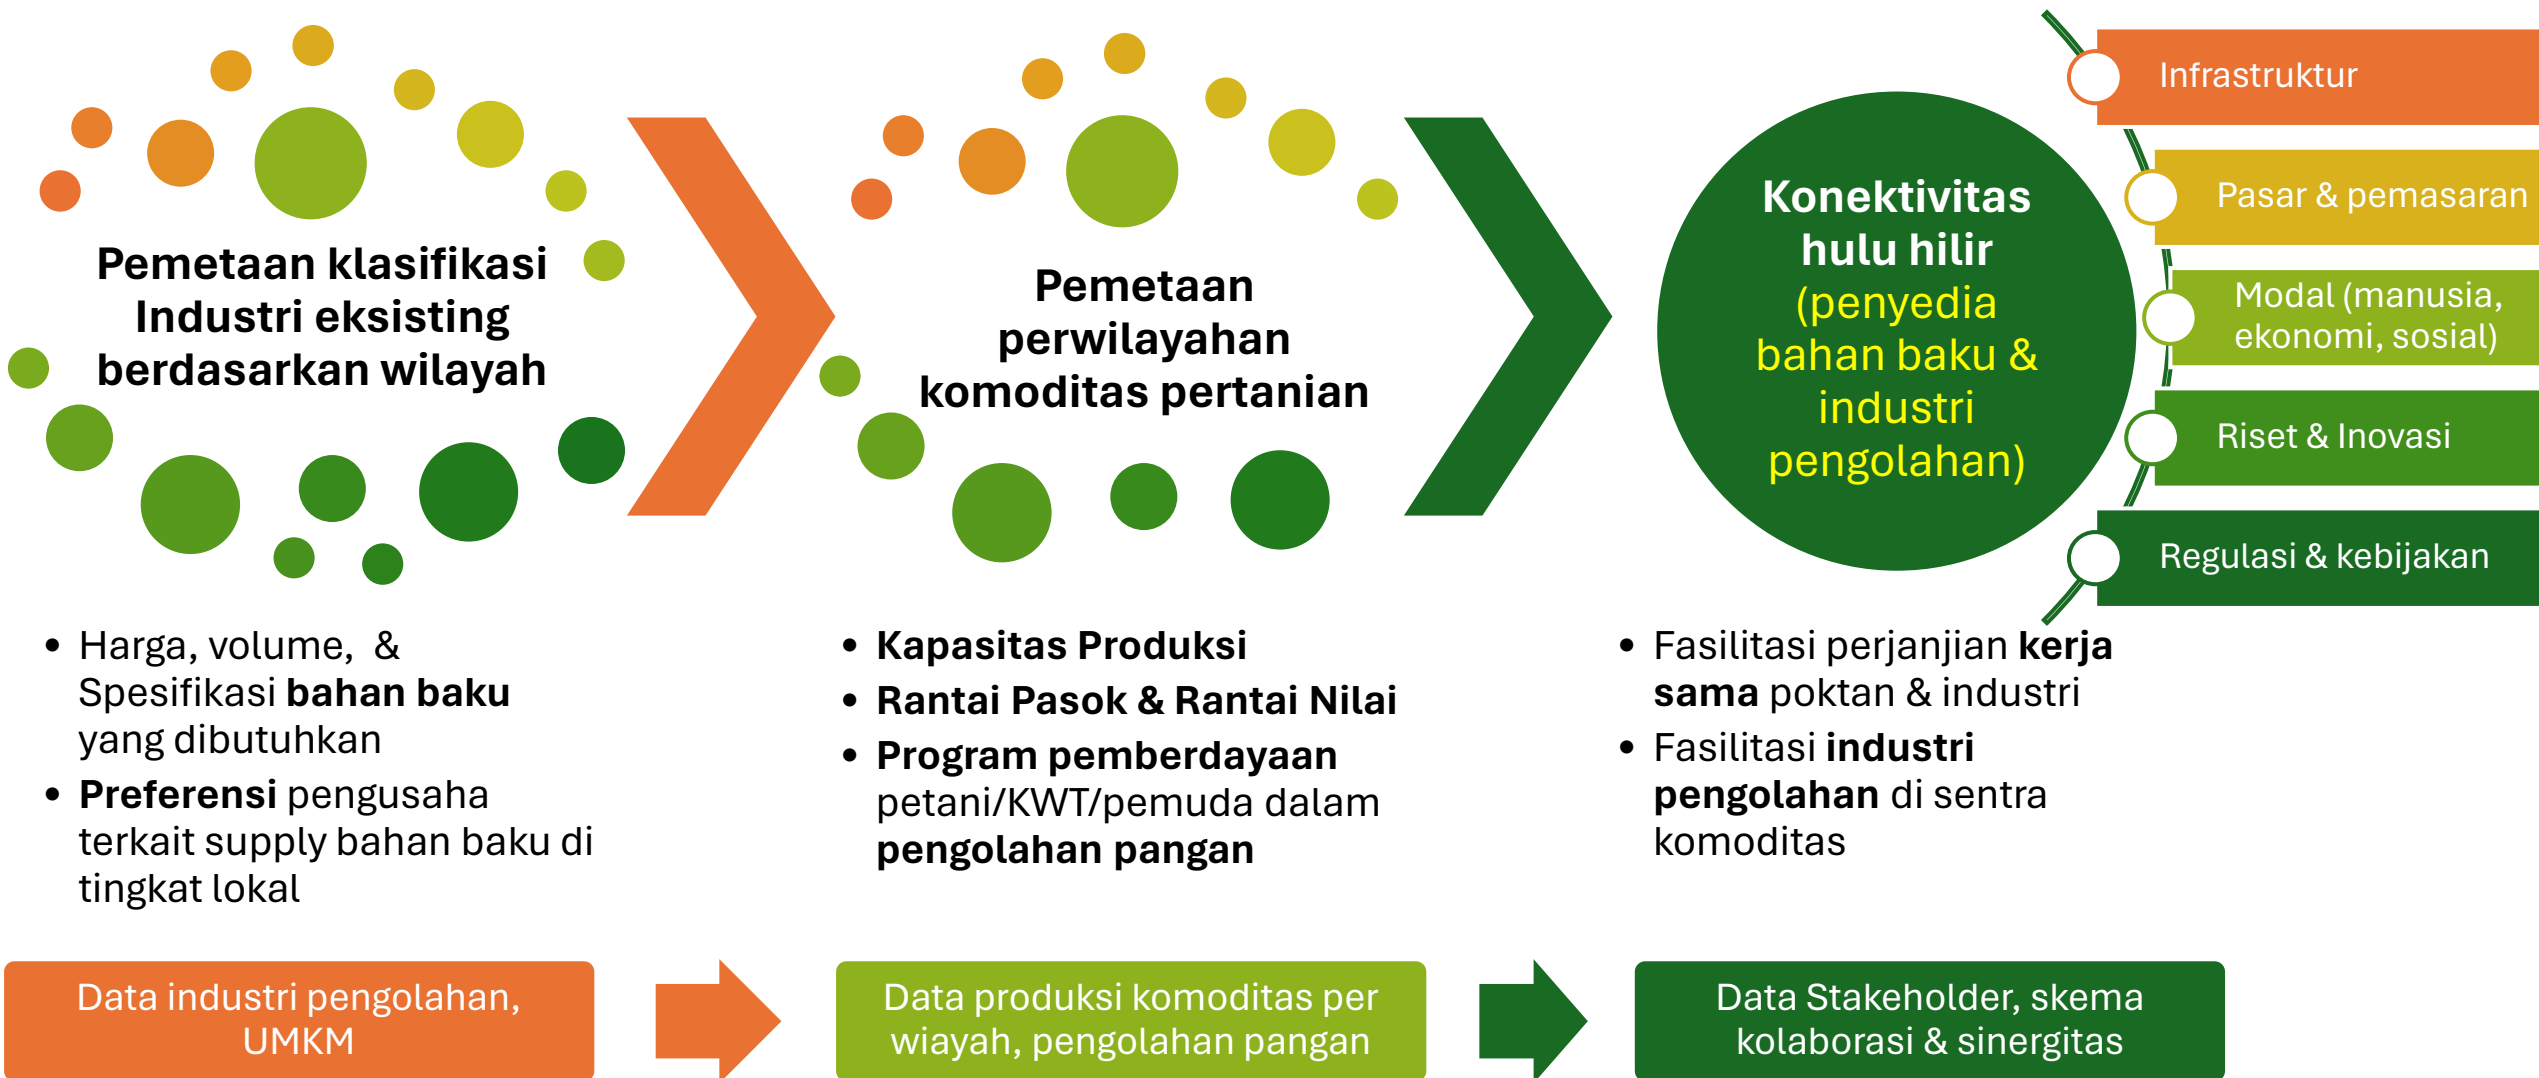 Pemetaan klasifikasi
Industri eksisting
berdasarkan wilayah
Pemetaan
perwilayahan
komoditas pertanian
Konektivitas
hulu hilir
(penyedia
bahan baku &
industri
pengolahan)
Infrastruktur
Pasar & pemasaran
Modal (manusia,
ekonomi, sosial)
Riset & Inovasi
Regulasi & kebijakan
• Harga, volume, &
Spesifikasi bahan baku
yang dibutuhkan
• Preferensi pengusaha
terkait supply bahan baku di
tingkat lokal
• Kapasitas Produksi
• Rantai Pasok & Rantai Nilai
• Program pemberdayaan
petani/KWT/pemuda dalam
pengolahan pangan
• Fasilitasi perjanjian kerja
sama poktan & industri
• Fasilitasi industri
pengolahan di sentra
komoditas
Data industri pengolahan,
UMKM
Data produksi komoditas per
wiayah, pengolahan pangan
Data Stakeholder, skema
kolaborasi & sinergitas